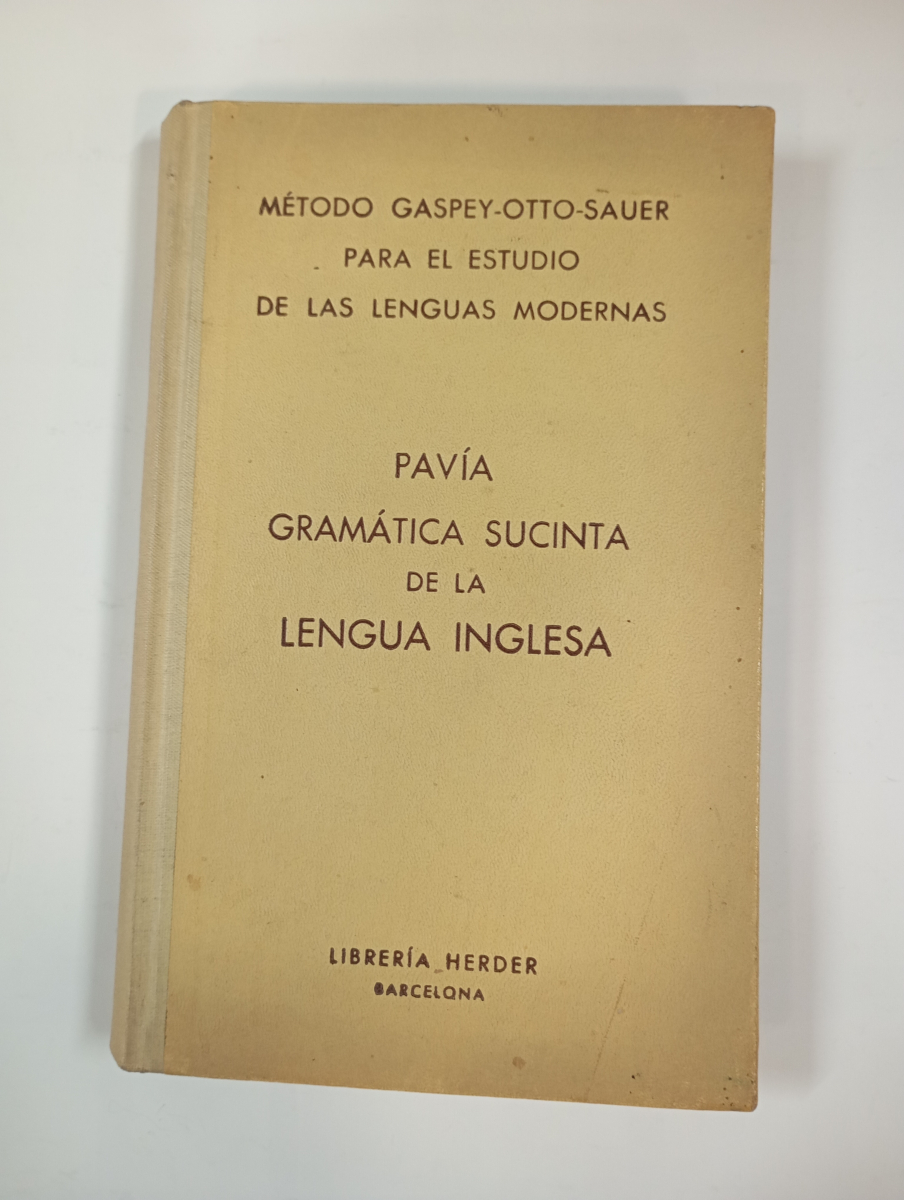 MÉTODO GASPEY-OTTO-SAUER
PARA EL ESTUDIO
DE LAS LENGUAS MODERNAS
PAVÍA
GRAMÁTICA SUCINTA
DE LA
LENGUA INGLESA
LIBRERÍA HERDER
BARCELONA